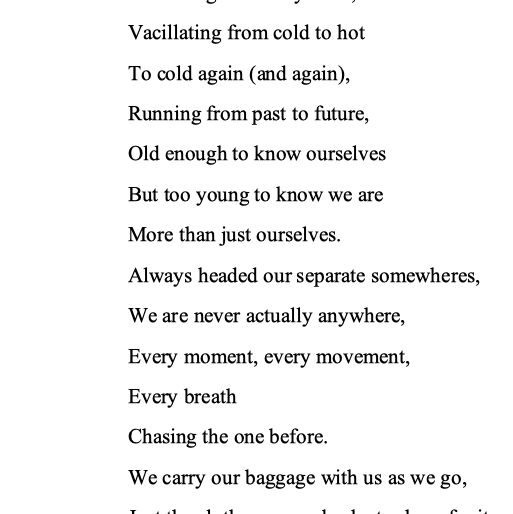 Vacillating from cold to hot
To cold again (and again),
Running from past to future,
Old enough to know ourselves
But too young to know we are
More than just ourselves.
Always headed our separate somewheres,
We are never actually anywhere,
Every moment, every movement,
Every breath
Chasing the one before.
We carry our baggage with us as we go,